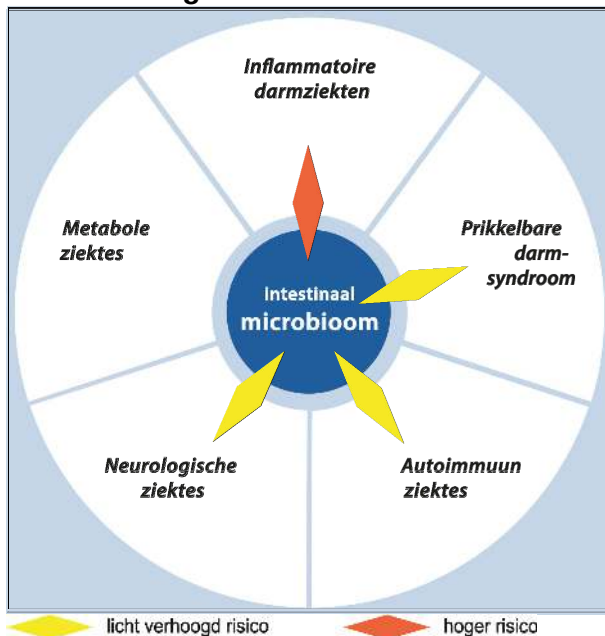 Inflammatoire
darmziekten
Metabole
ziektes
Prikkelbare
darm-
syndroom
Intestinaal
microbioom
Neurologische
ziektes
Autoimmuun
ziektes
licht verhoogd risico
hoger risico